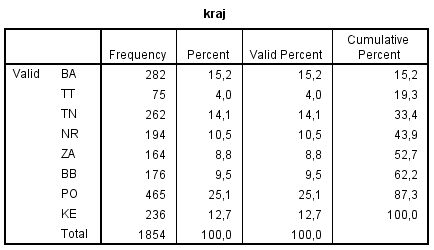 kraj
Frequency Percent Valid Percent Cumulative Percent
Valid BA 282 15,2 15,2 15,2
TT 75 4,0 4,0 19,3
TN 262 14,1 14,1 33,4
NR 194 10,5 10,5 43,9
ZA 164 8,8 8,8 52,7
BB 176 9,5 9,5 62,2
PO 465 25,1 25,1 87,3
KE 236 12,7 12,7 100,0
Total 1854 100,0 100,0